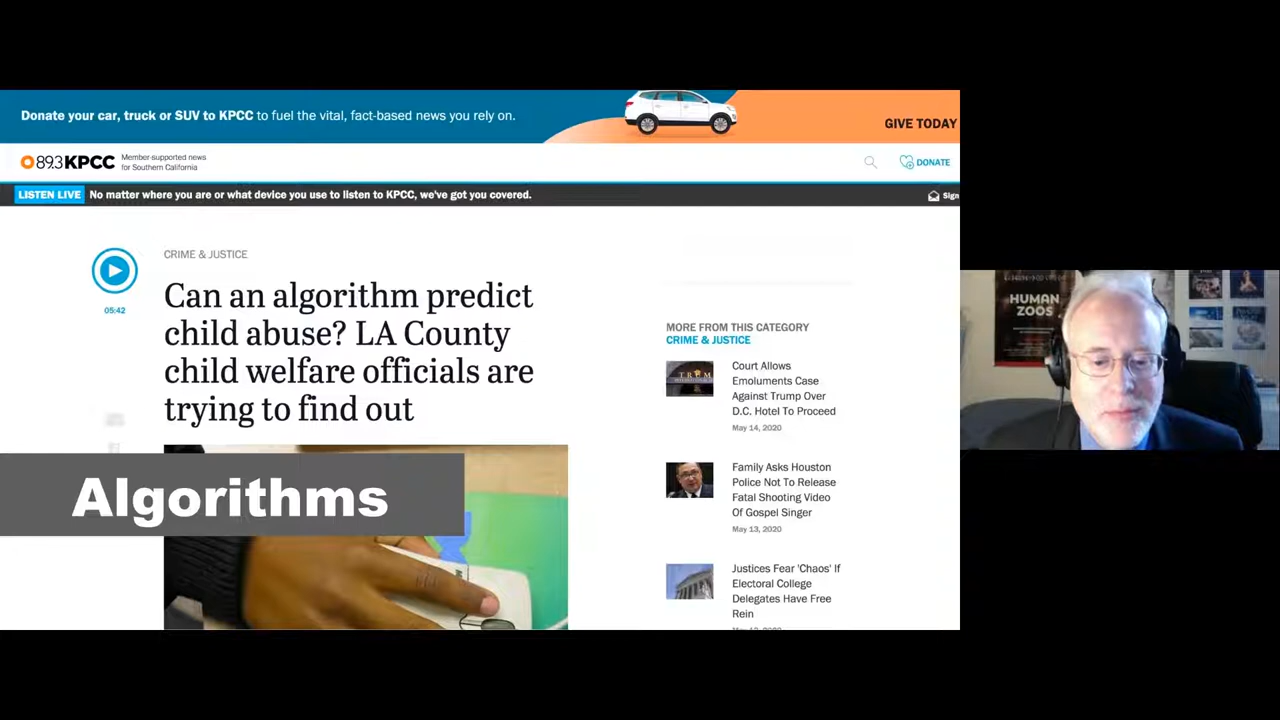 Donate your car, truck or SUV to KPCC to fuel the vital, fact-based news you rely on.
GIVE TODAY
89.3 KPCC
Member-supported news
for Southern California
DONATE
LISTEN LIVE
No matter where you are or what device you use to listen to KPCC, we've got you covered.
Sign
CRIME & JUSTICE
05:42
Can an algorithm predict
child abuse? LA County
child welfare officials are
trying to find out
Algorithms
MORE FROM THIS CATEGORY
CRIME & JUSTICE
Court Allows
Emoluments Case
Against Trump Over
D.C. Hotel To Proceed
May 14, 2020
Family Asks Houston
Police Not To Release
Fatal Shooting Video
Of Gospel Singer
May 13, 2020
Justices Fear 'Chaos' If
Electoral College
Delegates Have Free
Rein
HUMAN
ZOOS